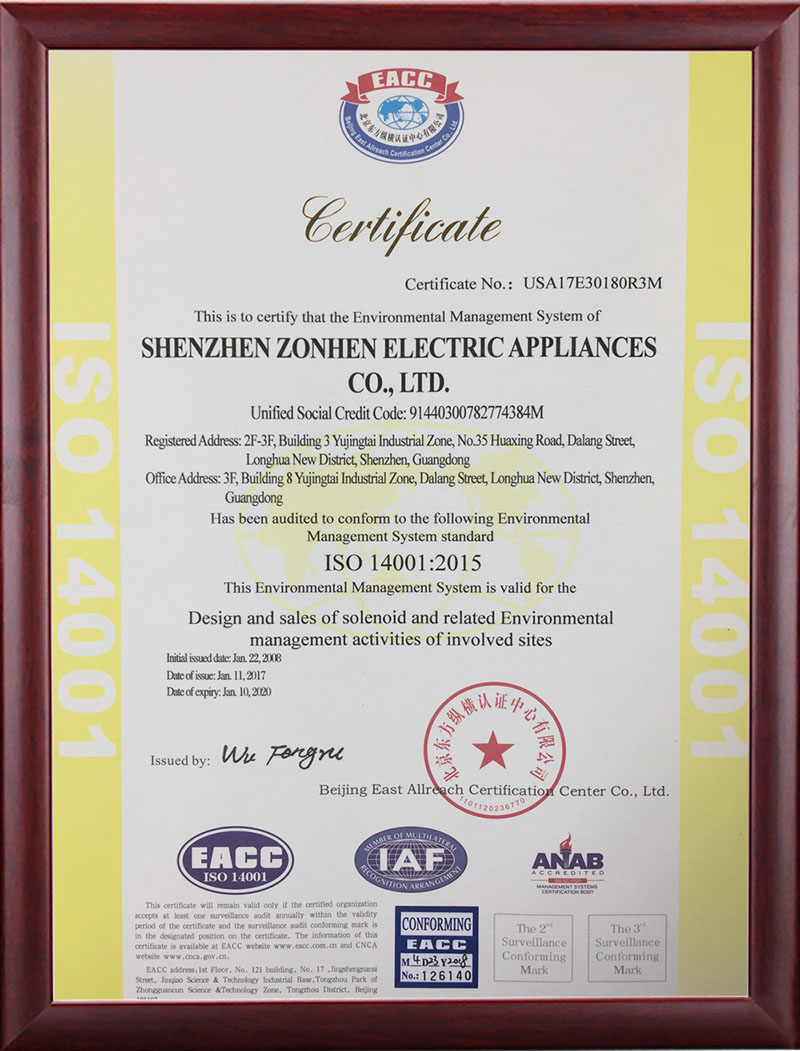 EACC
北京东方纵横认证中心有限公司
Beijing East Allreach Certification Center Co., Ltd.
Certificate
Certificate No.: USA17E30180R3M
This is to certify that the Environmental Management System of
SHENZHEN ZONHEN ELECTRIC APPLIANCES
CO., LTD.
Unified Social Credit Code: 91440300782774384M
Registered Address: 2F-3F, Building 3 Yujingtai Industrial Zone, No.35 Huaxing Road, Dalang Street,
Longhua New District, Shenzhen, Guangdong
Office Address: 3F, Building 8 Yujingtai Industrial Zone, Dalang Street, Longhua New District, Shenzhen,
Guangdong
Has been audited to conform to the following Environmental
Management System standard
ISO 14001:2015
This Environmental Management System is valid for the
Design and sales of solenoid and related Environmental
management activities of involved sites
Initial issued date: Jan. 22, 2008
Date of issue: Jan. 11, 2017
Date of expiry: Jan. 10, 2020
ISO 14001
ISO 14001
Issued by: Wu Fongru
北京东方纵横认证中心有限公司
1101120236770
Beijing East Allreach Certification Center Co., Ltd.
EACC
ISO 14001
MEMBER OF MULTILATERAL
IAF
RECOGNITION ARRANGEMENT
ANAB
ACCREDITED
MANAGEMENT SYSTEMS
CERTIFICATION BODY
This certificate will remain valid only if the certified organization
accepts at least one surveillance audit annually within the validity
period of the certificate and the surveillance audit conforming mark is
in the designated position on the certificate. The information of this
certificate is available at EACC website www.eacc.com.cn and CNCA
website www.cnca.gov.cn.
EACC address,1st Floor, No. 121 building, No. 17 ,Jingshengnansi
Street, Jinqiao Science & Technology Industrial Base,Tongzhou Park of
Zhongguancun Science &Technology Zone, Tongzhou District, Beijing
CONFORMING
EACC
M 4 D23 Y2018
No.: 126140
The 2nd
Surveillance
Conforming
Mark
The 3rd
Surveillance
Conforming
Mark